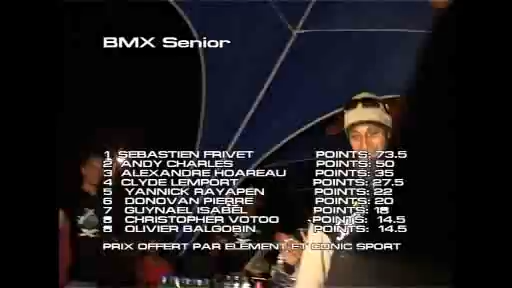 BMX Senior
1 SEBASTIEN FRIVET POINTS: 73.5
2 ANDY CHARLES POINTS: 50
3 ALEXANDRE HOAREAU POINTS: 35
4 CLYDE LEMPORT POINTS: 27.5
5 YANNICK RAYAPEN POINTS: 22
6 DONOVAN PIERRE POINTS: 20
7 GUYNAEL ISABEL POINTS: 18
8 CHRISTOPHER VOTOO POINTS: 14.5
8 OLIVIER BALGOBIN POINTS: 14.5
PRIX OFFERT PAR ELEMENT ET CONIC SPORT